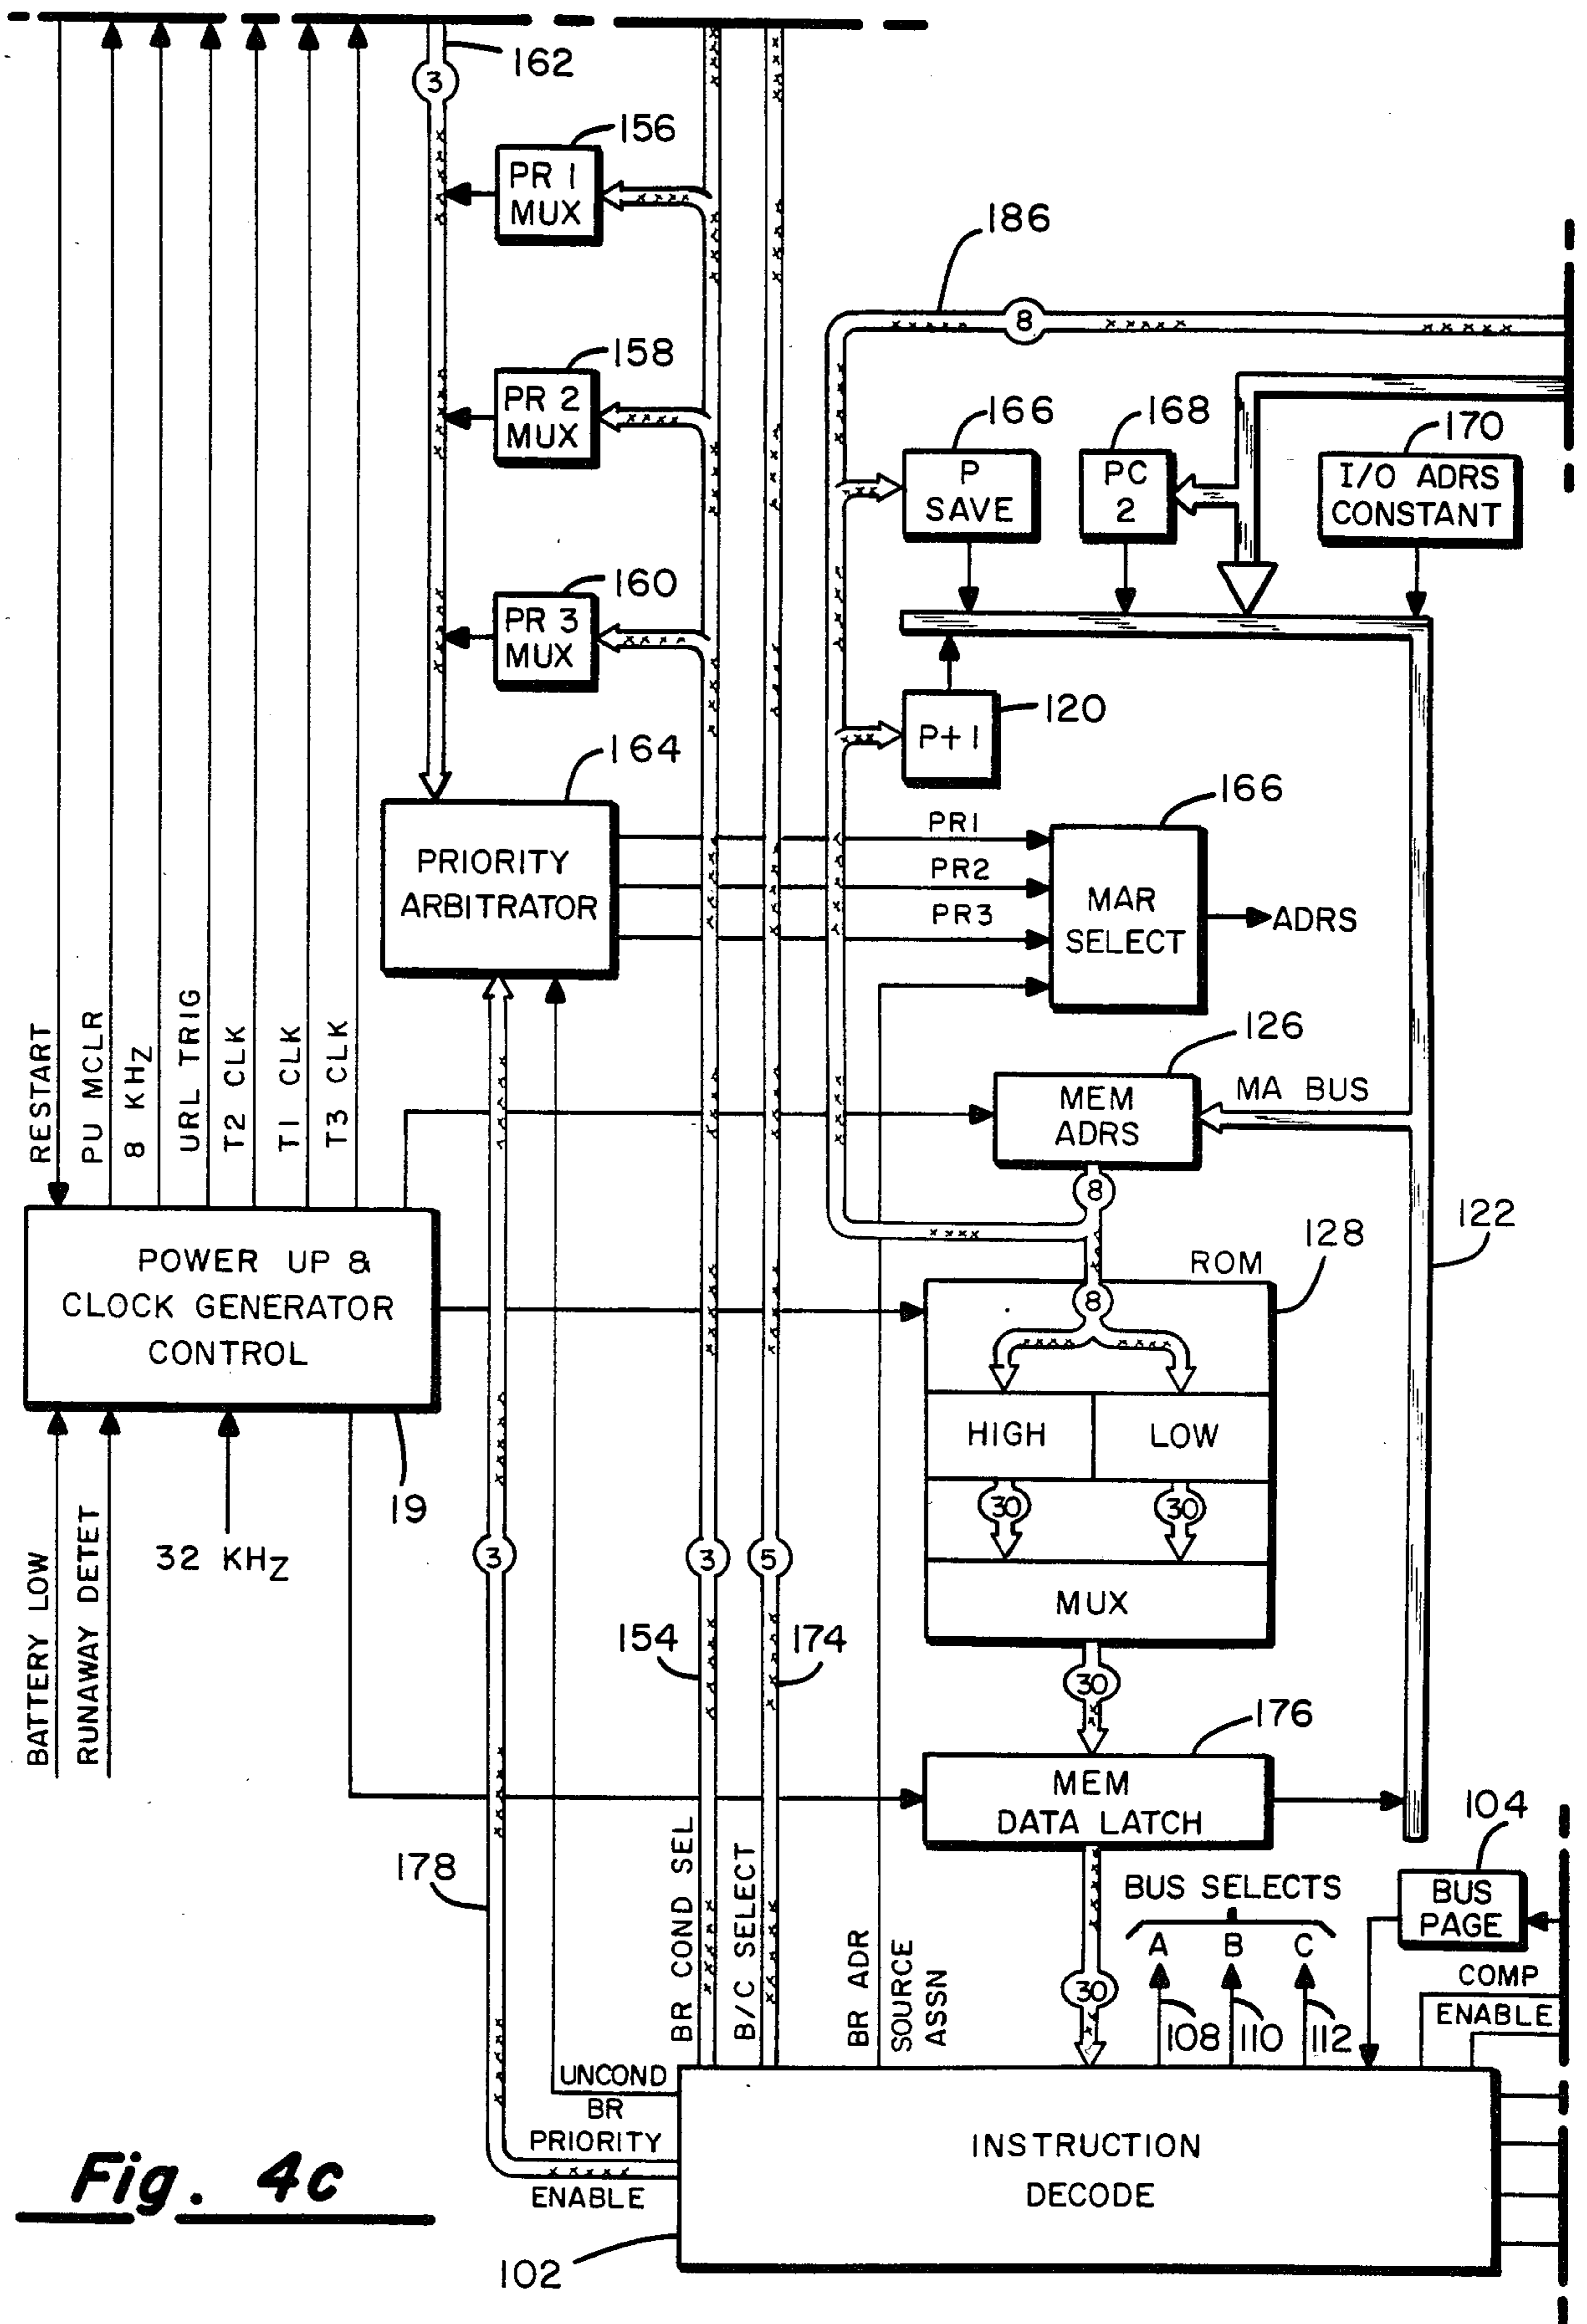 162
3
156
PR 1
MUX
186
8
158
PR 2
MUX
166
168
170
P
SAVE
PC
2
I/O ADRS
CONSTANT
160
PR 3
MUX
120
P+1
164
166
PRIORITY
ARBITRATOR
PR1
PR2
PR3
MAR
SELECT
ADRS
RESTART
PU MCLR
8 KHZ
URL TRIG
T2 CLK
T1 CLK
T3 CLK
126
MEM
ADRS
MA BUS
8
122
POWER UP &
CLOCK GENERATOR
CONTROL
128
ROM
8
HIGH
LOW
19
30
30
BATTERY LOW
RUNAWAY DETET
32 KHZ
3
3
5
MUX
154
174
30
176
MEM
DATA LATCH
104
178
BR COND SEL
B/C SELECT
BR ADR
SOURCE
ASSN
BUS SELECTS
A
B
C
BUS
PAGE
30
108
110
112
COMP
ENABLE
UNCOND
BR
PRIORITY
ENABLE
INSTRUCTION
DECODE
102
Fig. 4c